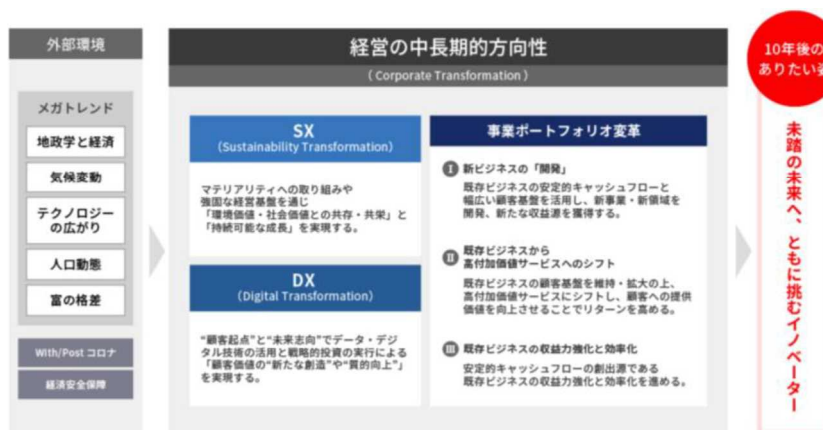 外部環境
メガトレンド
地政学と経済
気候変動
テクノロジー
の広がり
人口動態
富の格差
With/Post コロナ
経済安全保障
経営の中長期的方向性
（ Corporate Transformation ）
SX
（Sustainability Transformation）
マテリアリティへの取り組みや
強固な経営基盤を通じ
「環境価値・社会価値との共存・共栄」と
「持続可能な成長」を実現する。
DX
（Digital Transformation）
“顧客起点”と“未来志向”でデータ・デジ
タル技術の活用と戦略的投資の実行による
「顧客価値の“新たな創造”や“質的向上”」
を実現する。
事業ポートフォリオ変革
I 新ビジネスの「開発」
既存ビジネスの安定的キャッシュフローと
幅広い顧客基盤を活用し、新事業・新領域を
開発、新たな収益源を獲得する。
II 既存ビジネスから
高付加価値サービスへのシフト
既存ビジネスの顧客基盤を維持・拡大の上、
高付加価値サービスにシフトし、顧客への提供
価値を向上させることでリターンを高める。
III 既存ビジネスの収益力強化と効率化
安定的キャッシュフローの創出源である
既存ビジネスの収益力強化と効率化を進める。
10年後の
ありたい姿
未踏の未来へ、ともに挑むイノベーター